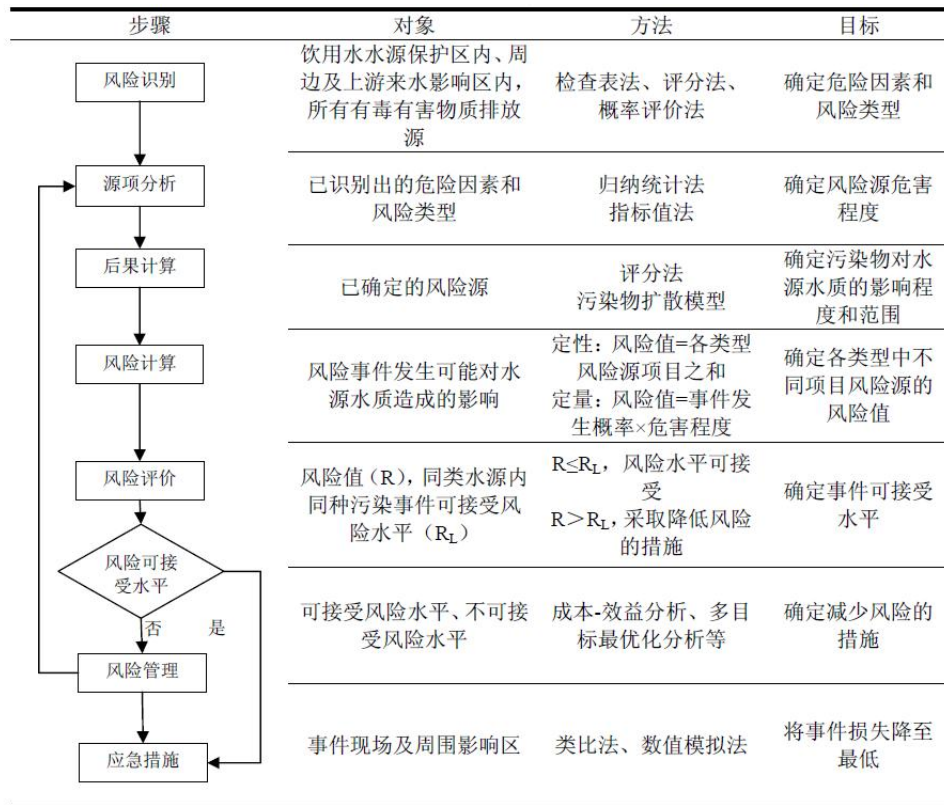 步骤 对象 方法 目标
风险识别
饮用水水源保护区内、周
边及上游来水影响区内，
所有有毒有害物质排放
源
检查表法、评分法、
概率评价法
确定危险因素和
风险类型
源项分析
已识别出的危险因素和
风险类型
归纳统计法
指标值法
确定风险源危害
程度
后果计算
已确定的风险源
评分法
污染物扩散模型
确定污染物对水
源水质的影响程
度和范围
风险计算
风险事件发生可能对水
源水质造成的影响
定性：风险值=各类型
风险源项目之和
定量：风险值=事件发
生概率×危害程度
确定各类型中不
同项目风险源的
风险值
风险评价
风险值（R），同类水源内
同种污染事件可接受风
险水平（RL）
R≤RL，风险水平可接
受
R＞RL，采取降低风险
的措施
确定事件可接受
水平
风险可接
受水平
否 是
风险管理
可接受风险水平、不可接
受风险水平
成本-效益分析、多目
标最优化分析等
确定减少风险的
措施
应急措施
事件现场及周围影响区
类比法、数值模拟法
将事件损失降至
最低